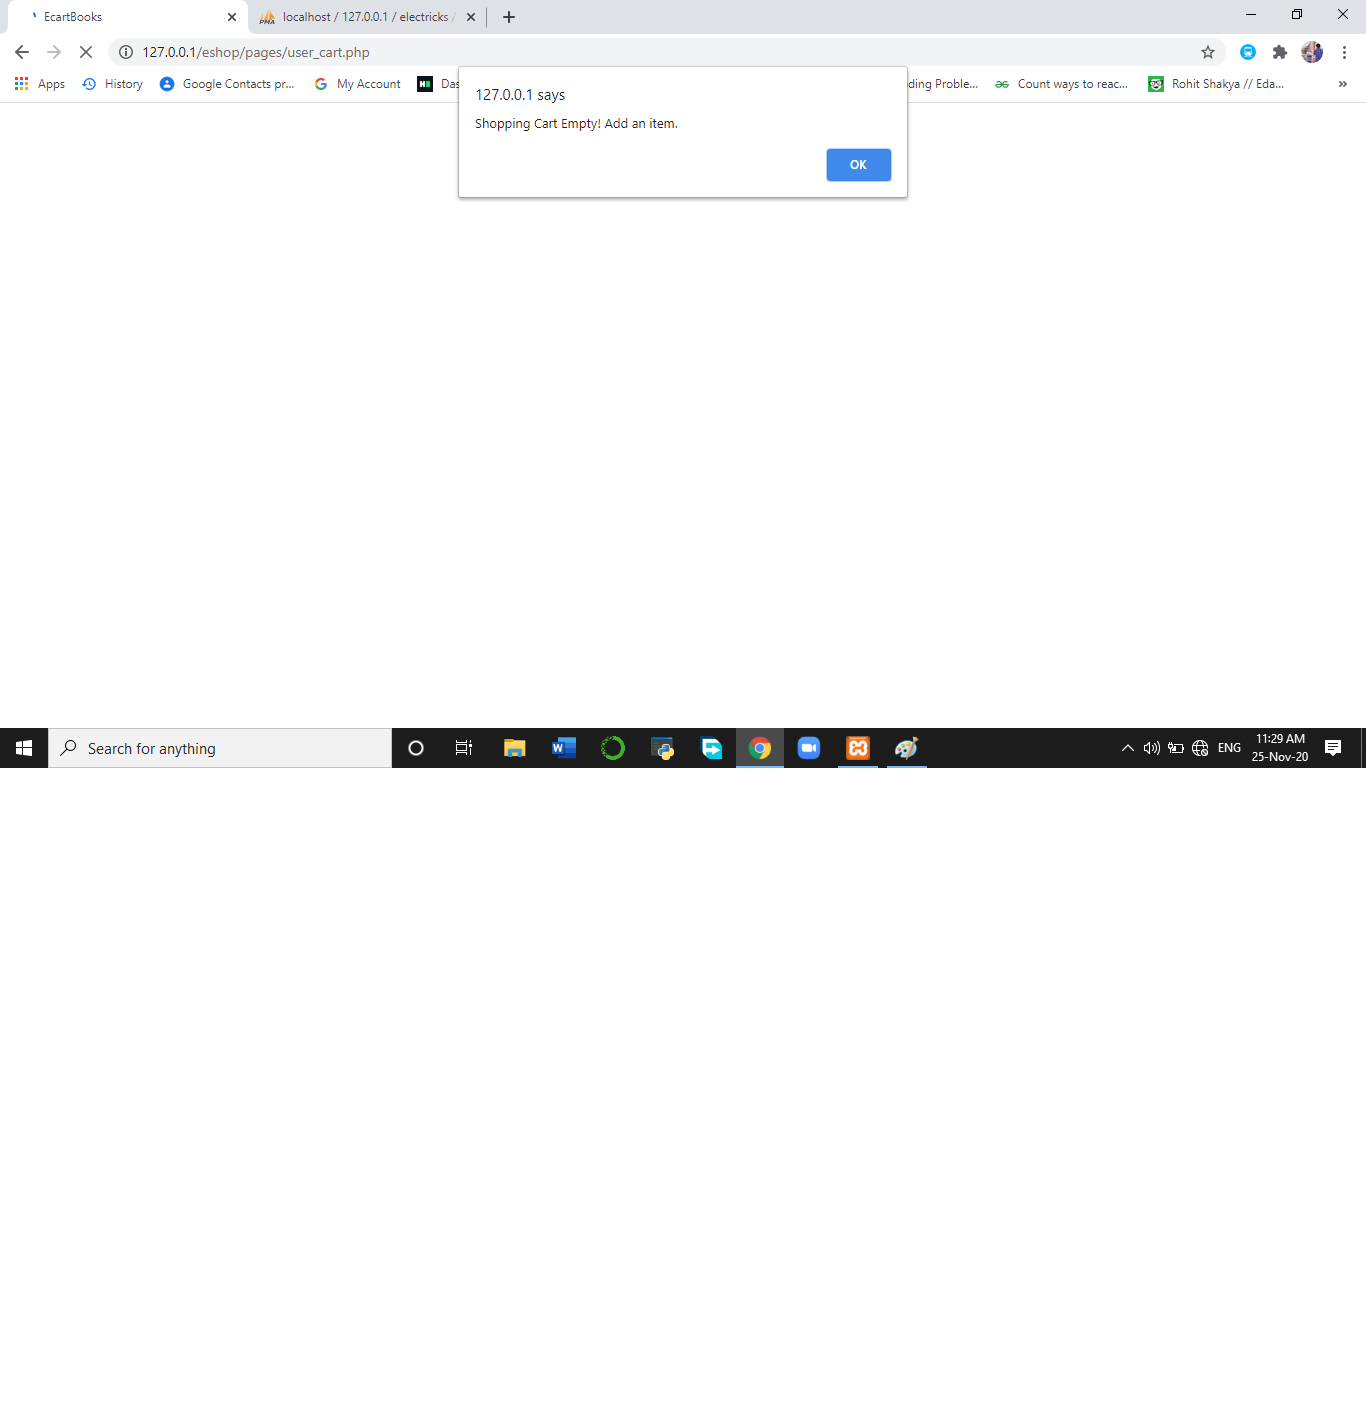 EcartBooks
PMA localhost / 127.0.0.1 / electricks /
127.0.0.1/eshop/pages/user_cart.php
Apps History Google Contacts pr... My Account Das ding Proble... Count ways to reac... Rohit Shakya // Eda... »
127.0.0.1 says
Shopping Cart Empty! Add an item.
OK
Search for anything
ENG
11:29 AM
25-Nov-20